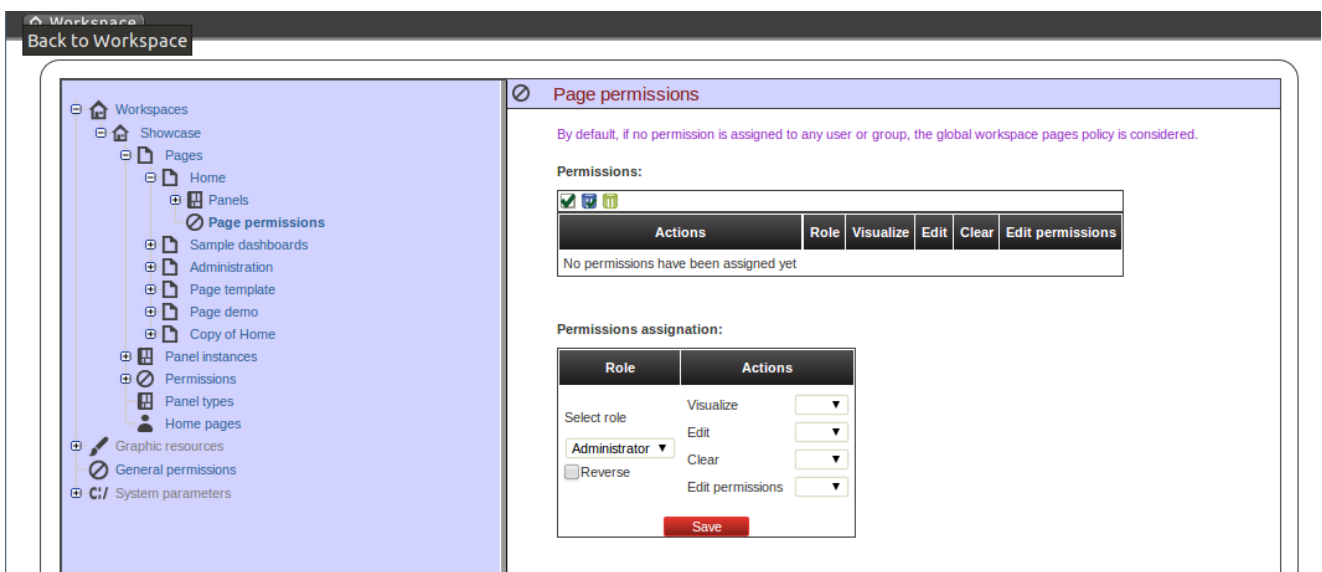 Workspace
Back to Workspace
Workspaces
Showcase
Pages
Home
Panels
Page permissions
Sample dashboards
Administration
Page template
Page demo
Copy of Home
Panel instances
Permissions
Panel types
Home pages
Graphic resources
General permissions
C:/ System parameters
Page permissions
By default, if no permission is assigned to any user or group, the global workspace pages policy is considered.
Permissions:
Actions Role Visualize Edit Clear Edit permissions
No permissions have been assigned yet
Permissions assignation:
Role Actions
Select role
Administrator
Reverse
Visualize
Edit
Clear
Edit permissions
Save